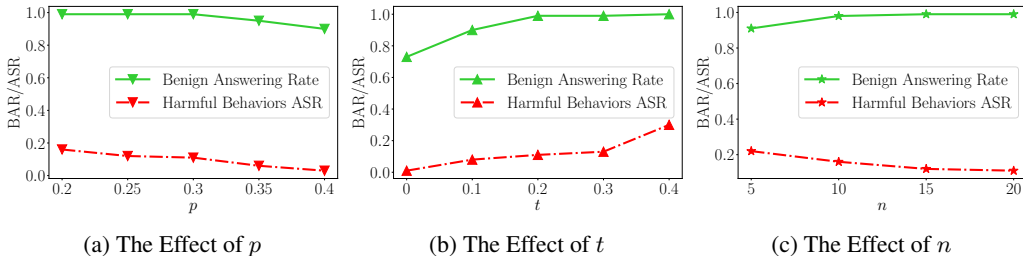 BAR/ASR
1.0
0.8
0.6
0.4
0.2
0.0
Benign Answering Rate
Harmful Behaviors ASR
0.2 0.25 0.3 0.35 0.4
p
(a) The Effect of p
BAR/ASR
1.0
0.8
0.6
0.4
0.2
0.0
Benign Answering Rate
Harmful Behaviors ASR
0 0.1 0.2 0.3 0.4
t
(b) The Effect of t
BAR/ASR
1.0
0.8
0.6
0.4
0.2
Benign Answering Rate
Harmful Behaviors ASR
5 10 15 20
n
(c) The Effect of n